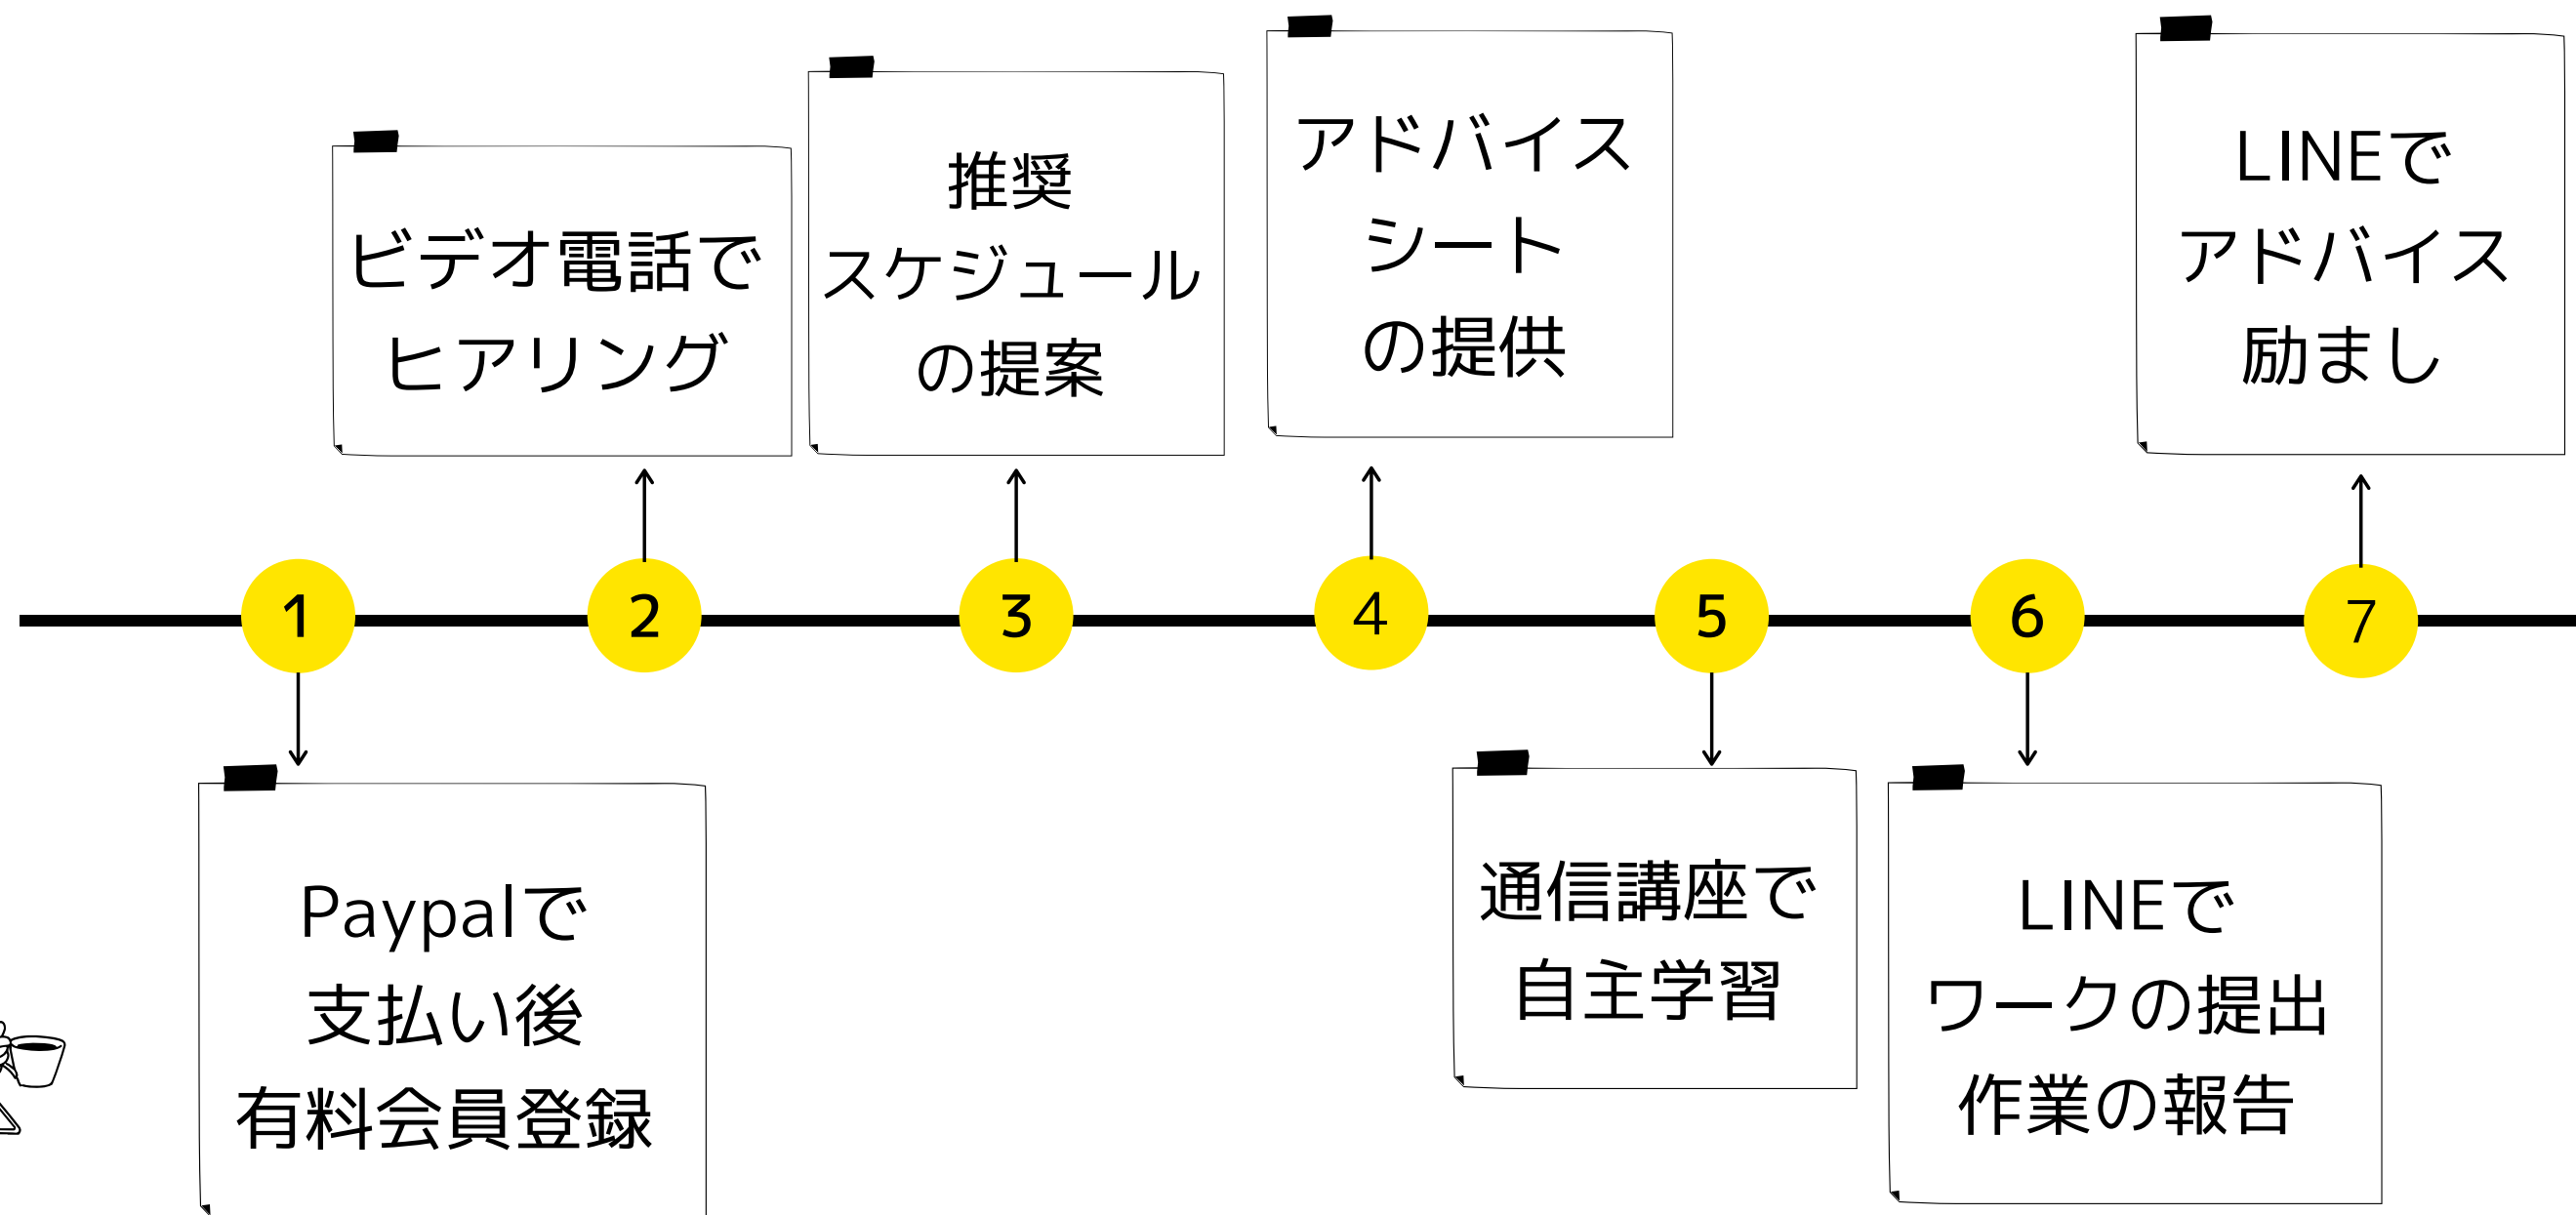 1
Paypalで
支払い後
有料会員登録
2
ビデオ電話で
ヒアリング
3
推奨
スケジュール
の提案
4
アドバイス
シート
の提供
5
通信講座で
自主学習
6
LINEで
ワークの提出
作業の報告
7
LINEで
アドバイス
励まし